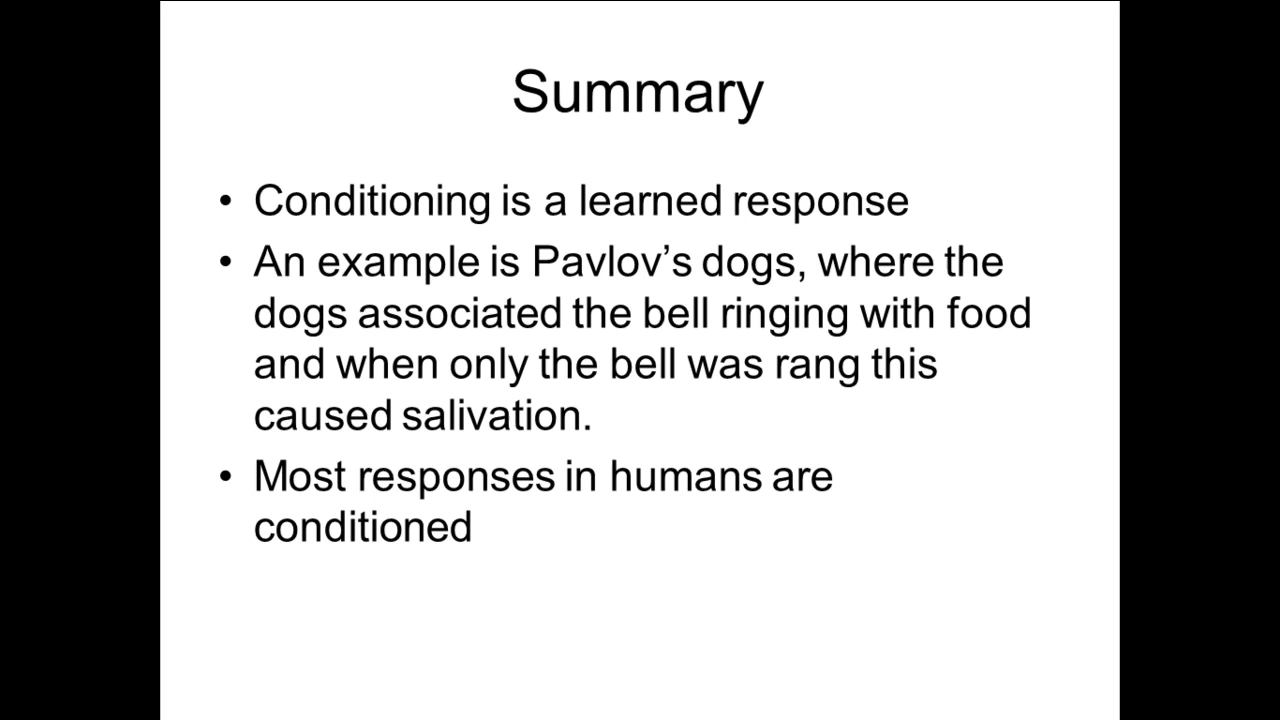 Summary
• Conditioning is a learned response
• An example is Pavlov’s dogs, where the
dogs associated the bell ringing with food
and when only the bell was rang this
caused salivation.
• Most responses in humans are
conditioned